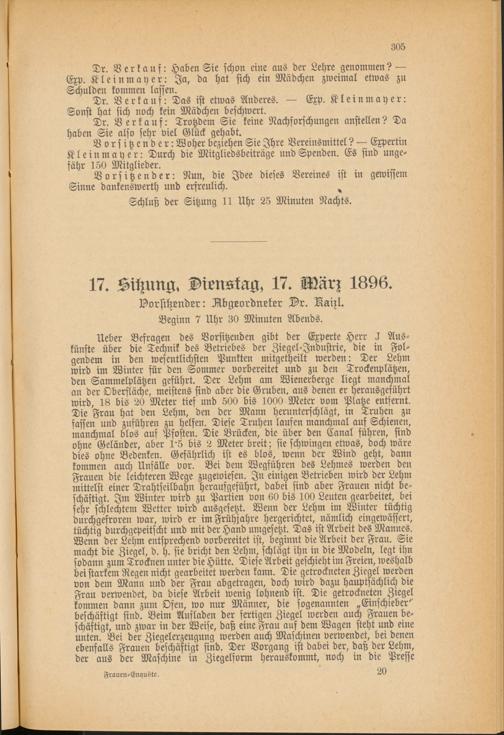 305
Dr. Verkauf: Haben Sie schon eine aus der Lehre genommen? —
Exp. Kleinmayer: Ja, da hat sich ein Mädchen zweimal etwas zu
Schulden kommen lassen.
Dr. Verkauf: Das ist etwas Anderes. — Exp. Kleinmayer:
Sonst hat sich noch kein Mädchen beschwert.
Dr. Verkauf: Trotzdem Sie keine Nachforschungen anstellen? Da
haben Sie also sehr viel Glück gehabt.
Vorsitzender: Woher beziehen Sie Ihre Vereinsmittel? — Expertin
Kleinmayer: Durch die Mitgliedsbeiträge und Spenden. Es sind unge-
fähr 150 Mitglieder.
Vorsitzender: Nun, die Idee dieses Vereines ist in gewissem
Sinne dankenswerth und erfreulich.
Schluß der Sitzung 11 Uhr 25 Minuten Nachts.
17. Sitzung, Dienstag, 17. März 1896.
Vorsitzender: Abgeordneter Dr. Kaizl.
Beginn 7 Uhr 30 Minuten Abends.
Ueber Befragen des Vorsitzenden gibt der Experte Herr J Aus-
künfte über die Technik des Betriebes der Ziegel-Industrie, die in Fol-
gendem in den wesentlichsten Punkten mitgetheilt werden: Der Lehm
wird im Winter für den Sommer vorbereitet und zu den Trockenplätzen,
den Sammelplätzen geführt. Der Lehm am Wienerberge liegt manchmal
an der Oberfläche, meistens sind aber die Gruben, aus denen er herausgeführt
wird, 18 bis 20 Meter tief und 500 bis 1000 Meter vom Platze entfernt.
Die Frau hat den Lehm, den der Mann herunterschlägt, in Truhen zu
fassen und zuführen zu helfen. Diese Truhen laufen manchmal auf Schienen,
manchmal blos auf Pfosten. Die Brücken, die über den Canal führen, sind
ohne Geländer, aber 1·5 bis 2 Meter breit; sie schwingen etwas, doch wäre
dies ohne Bedenken. Gefährlich ist es blos, wenn der Wind geht, dann
kommen auch Unfälle vor. Bei dem Wegführen des Lehmes werden den
Frauen die leichteren Wege zugewiesen. In einigen Betrieben wird der Lehm
mittelst einer Drahtseilbahn heraufgeführt, dabei sind aber Frauen nicht be-
schäftigt. Im Winter wird zu Partien von 60 bis 100 Leuten gearbeitet, bei
sehr schlechtem Wetter wird ausgesetzt. Wenn der Lehm im Winter tüchtig
durchgefroren war, wird er im Frühjahre hergerichtet, nämlich eingewässert,
tüchtig durchgepeitscht und mit der Hand umgesetzt. Das ist Arbeit des Mannes.
Wenn der Lehm entsprechend vorbereitet ist, beginnt die Arbeit der Frau. Sie
macht die Ziegel, d. h. sie bricht den Lehm, schlägt ihn in die Modeln, legt ihn
sodann zum Trocknen unter die Hütte. Diese Arbeit geschieht im Freien, weshalb
bei starkem Regen nicht gearbeitet werden kann. Die getrockneten Ziegel werden
von dem Mann und der Frau abgetragen, doch wird dazu hauptsächlich die
Frau verwendet, da diese Arbeit wenig lohnend ist. Die getrockneten Ziegel
kommen dann zum Ofen, wo nur Männer, die sogenannten „Einschieber"
beschäftigt sind. Beim Aufladen der fertigen Ziegel werden auch Frauen be-
schäftigt, und zwar in der Weise, daß eine Frau auf dem Wagen steht und eine
unten. Bei der Ziegelerzeugung werden auch Maschinen verwendet, bei denen
ebenfalls Frauen beschäftigt sind. Der Vorgang ist dabei der, daß der Lehm,
der aus der Maschine in Ziegelform herauskommt, noch in die Presse
Frauen-Enquête. 20